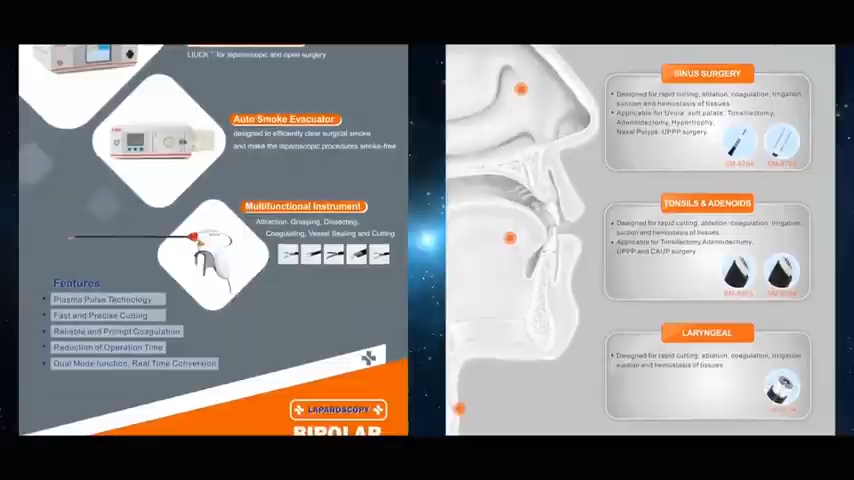 for laparoscopic and open surgery
Auto Smoke Evacuator
designed to efficiently clear surgical smoke
and make the laparoscopic procedures smoke-free
Multifunctional Instrument
Attraction, Grasping, Dissecting,
Coagulating, Vessel Sealing and Cutting
Features
Plasma Pulse Technology
Fast and Precise Cutting
Reliable and Prompt Coagulation
Reduction of Operation Time
Dual Mode function, Real Time Conversion
LAPAROSCOPY
BIPOLAR
SINUS SURGERY
• Designed for rapid cutting, ablation, coagulation, irrigation,
suction and hemostasis of tissues
• Applicable for Uvula, soft palate, Tonsillectomy,
Hypertrophy,
Nasal Polyps, UPPP surgery.
TONSILS & ADENOIDS
• Designed for rapid cutting, ablation, coagulation, irrigation,
suction and hemostasis of tissues.
• Applicable for Tonsillectomy,Adenoidectomy,
UPPP and CAUP surgery.
LARYNGEAL
• Designed for rapid cutting, ablation, coagulation, irrigation,
suction and hemostasis of tissues